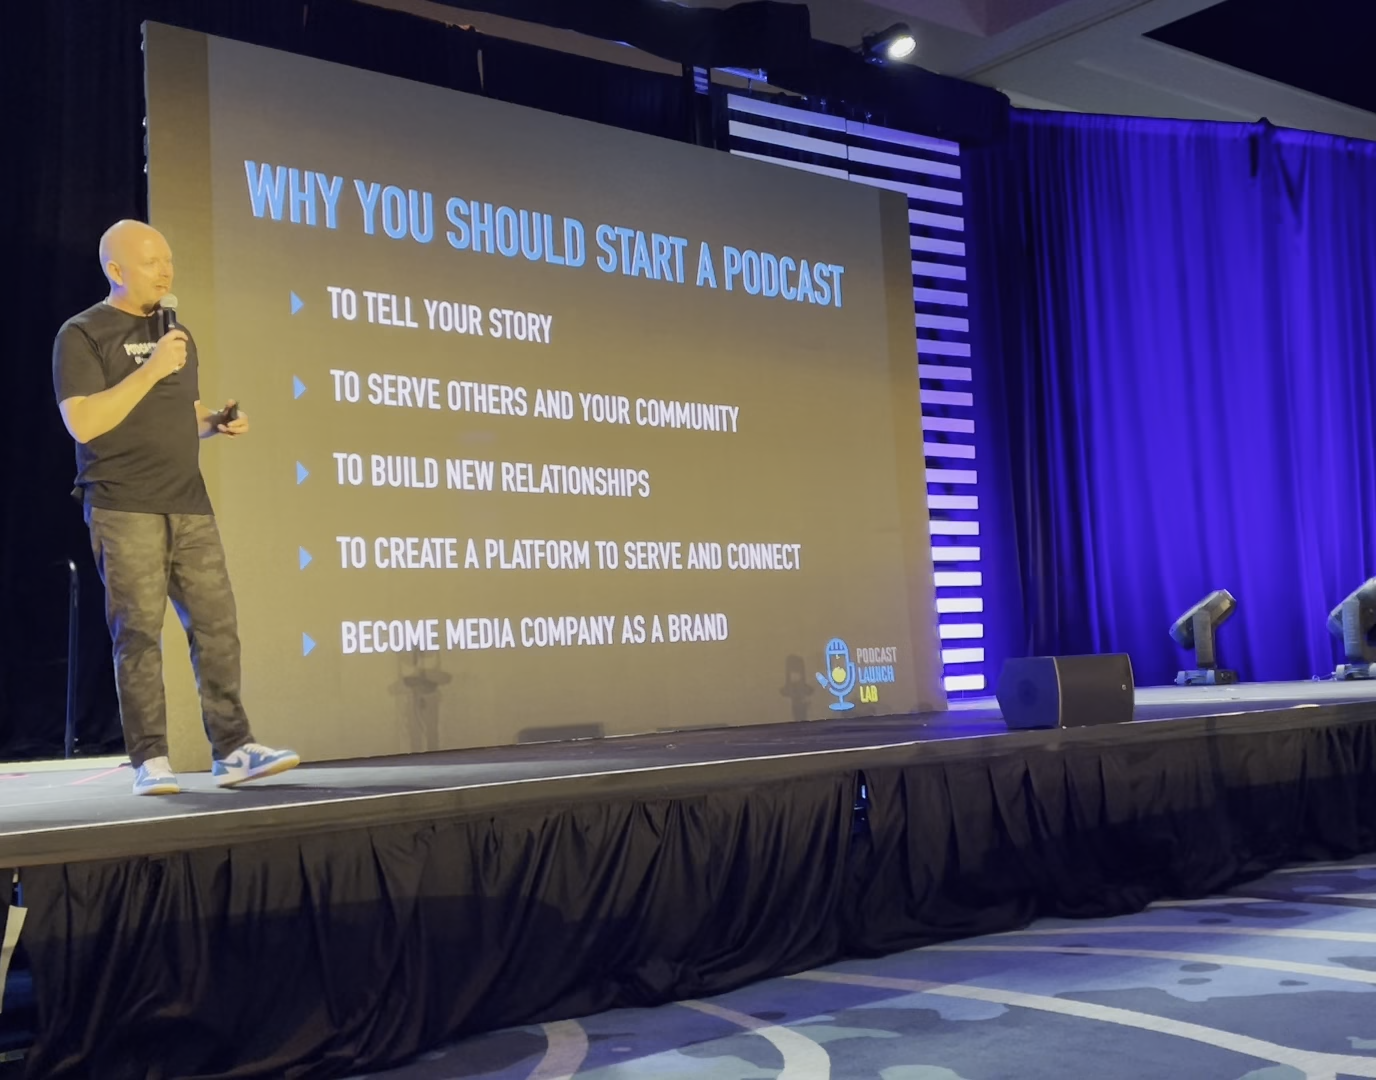 WHY YOU SHOULD START A PODCAST
TO TELL YOUR STORY
TO SERVE OTHERS AND YOUR COMMUNITY
TO BUILD NEW RELATIONSHIPS
TO CREATE A PLATFORM TO SERVE AND CONNECT
BECOME MEDIA COMPANY AS A BRAND
PODCAST
LAUNCH
LAB